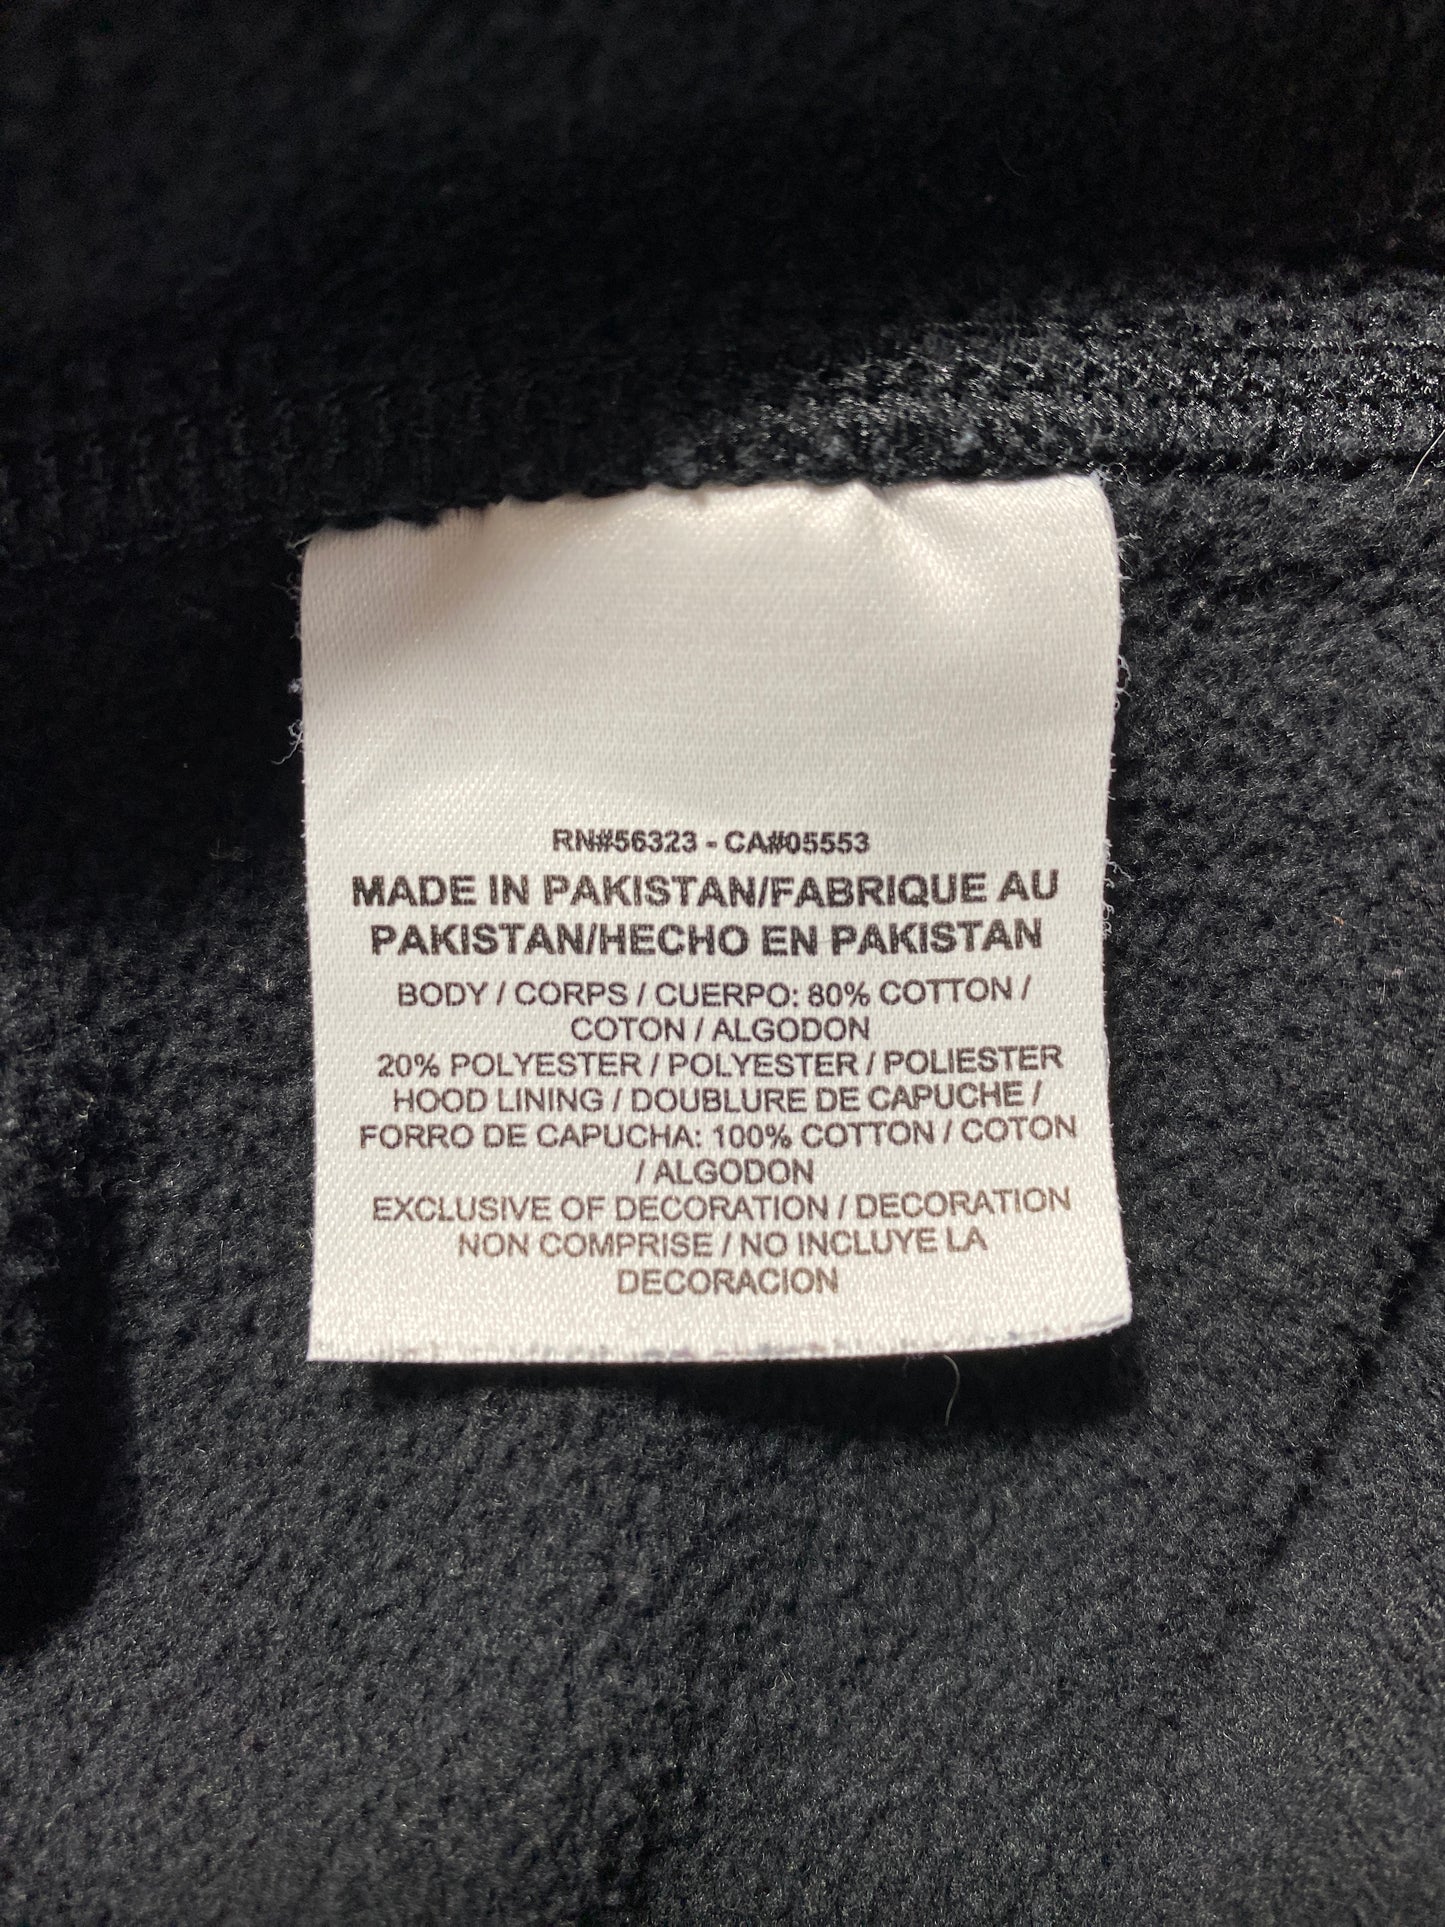 RN#56323 - CA#05553
MADE IN PAKISTAN/FABRIQUE AU
PAKISTAN/HECHO EN PAKISTAN
BODY / CORPS / CUERPO: 80% COTTON /
COTON / ALGODON
20% POLYESTER / POLYESTER / POLIESTER
HOOD LINING / DOUBLURE DE CAPUCHE /
FORRO DE CAPUCHA: 100% COTTON / COTON
/ ALGODON
EXCLUSIVE OF DECORATION / DECORATION
NON COMPRISE / NO INCLUYE LA
DECORACION